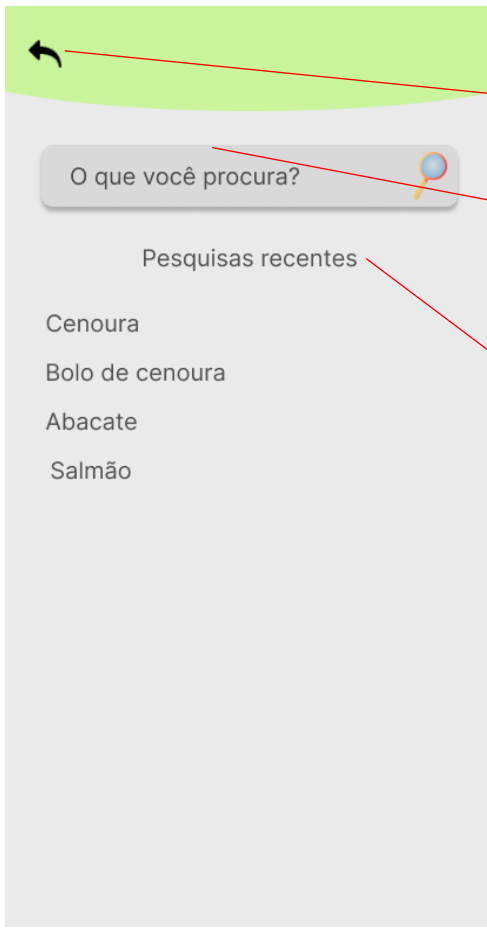 O que você procura?
Pesquisas recentes
Cenoura
Bolo de cenoura
Abacate
Salmão